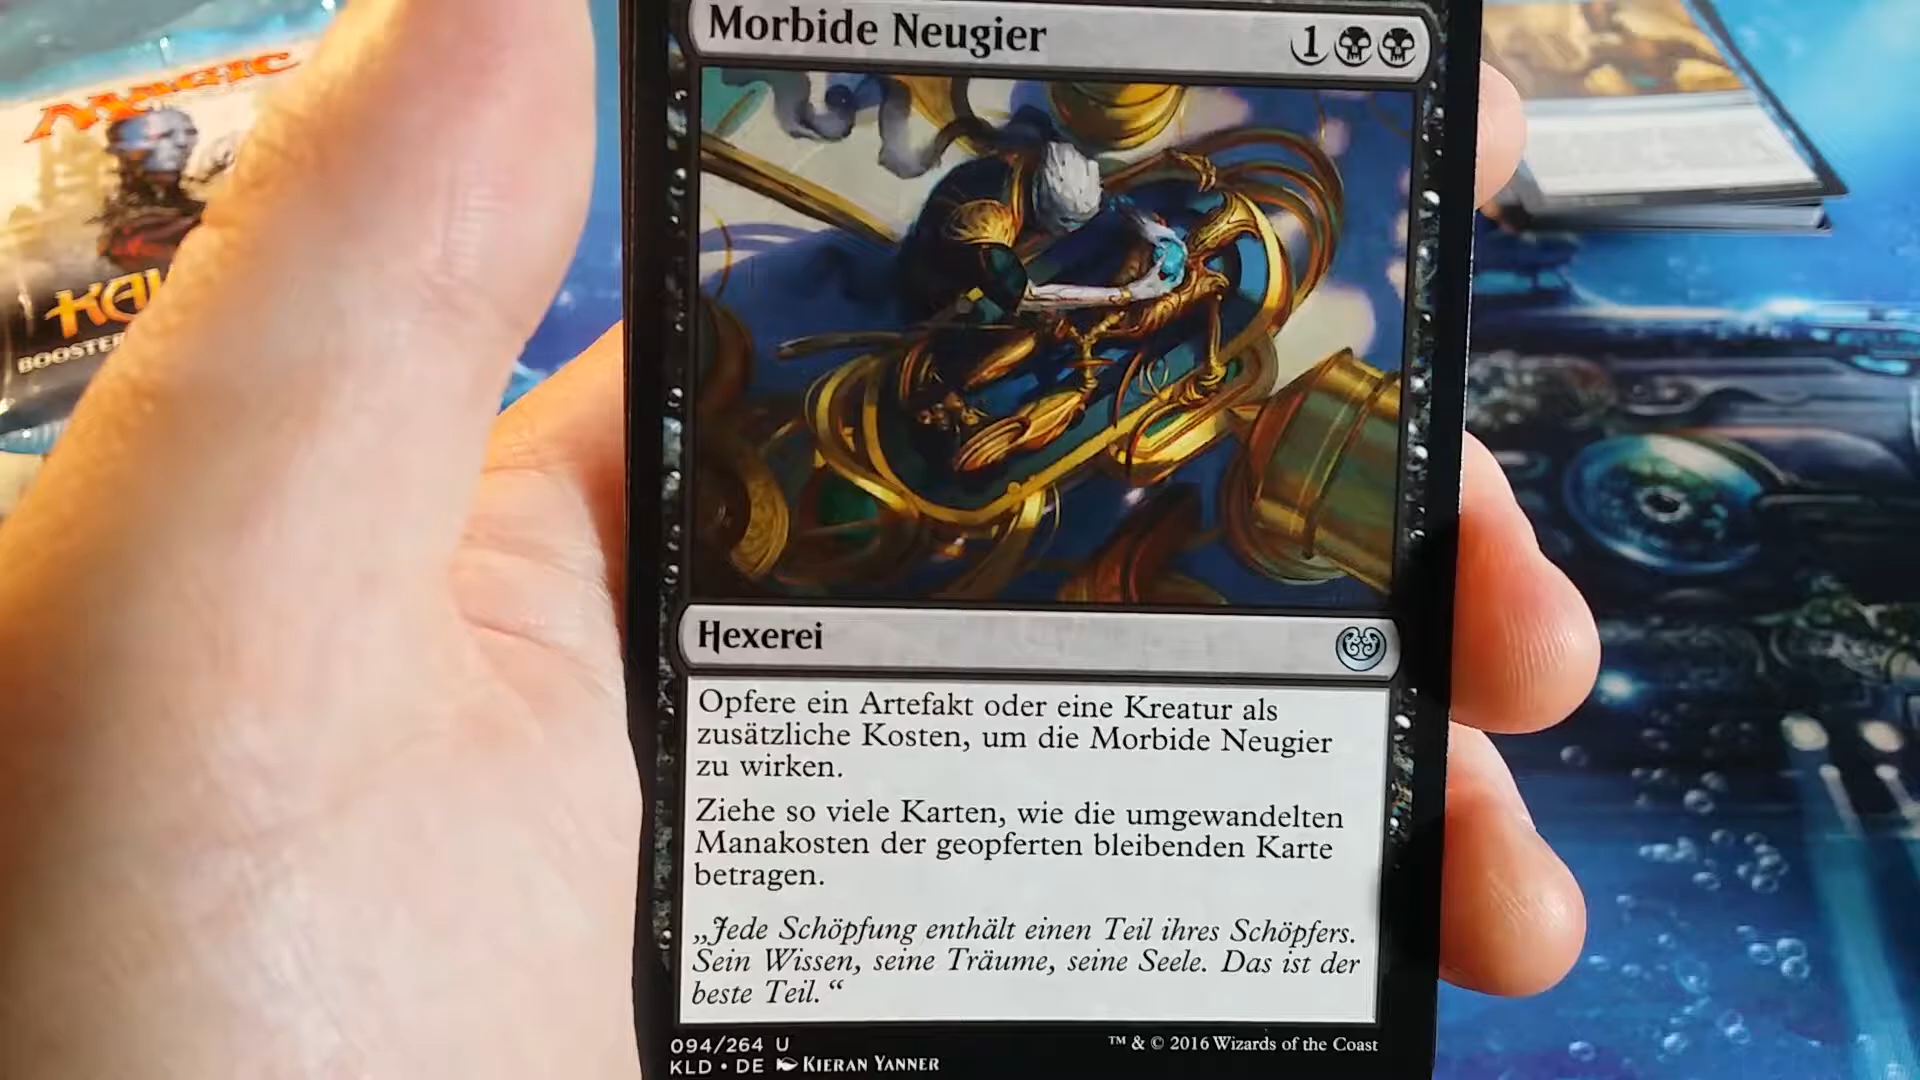 MAGIC
BOOSTER
Morbide Neugier
1
Hexerei
Opfere ein Artefakt oder eine Kreatur als
zusätzliche Kosten, um die Morbide Neugier
zu wirken.
Ziehe so viele Karten, wie die umgewandelten
Manakosten der geopferten bleibenden Karte
betragen.
„Jede Schöpfung enthält einen Teil ihres Schöpfers.
Sein Wissen, seine Träume, seine Seele. Das ist der
beste Teil.“
094/264 U
KLD • DE KIERAN YANNER
™ & © 2016 Wizards of the Coast